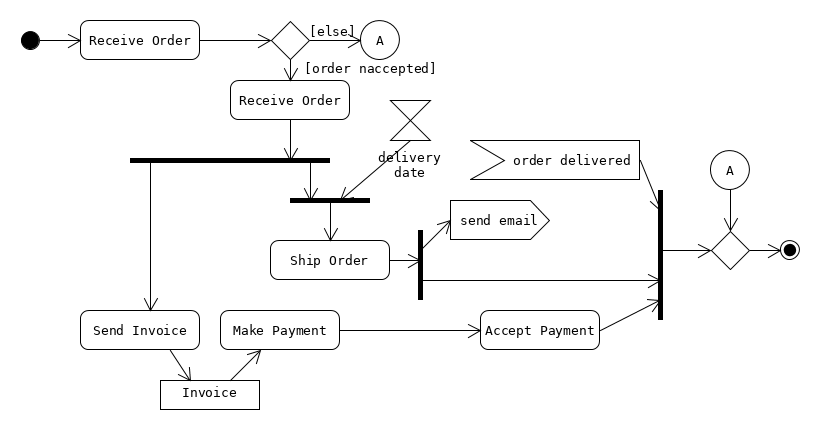 Receive Order
[else]
A
[order naccepted]
Receive Order
delivery
date
order delivered
A
send email
Ship Order
Send Invoice
Make Payment
Accept Payment
Invoice